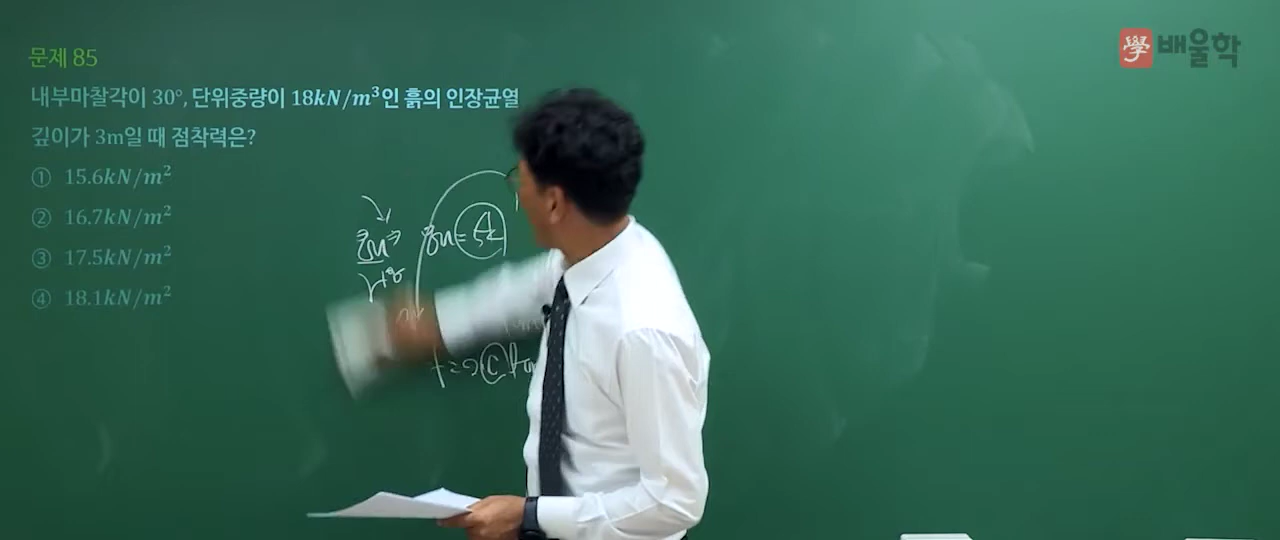 문제 85
내부마찰각이 30°, 단위중량이 18kN/m³인 흙의 인장균열
깊이가 3m일 때 점착력은?
① 15.6kN/m²
② 16.7kN/m²
③ 17.5kN/m²
④ 18.1kN/m²
學 배울학